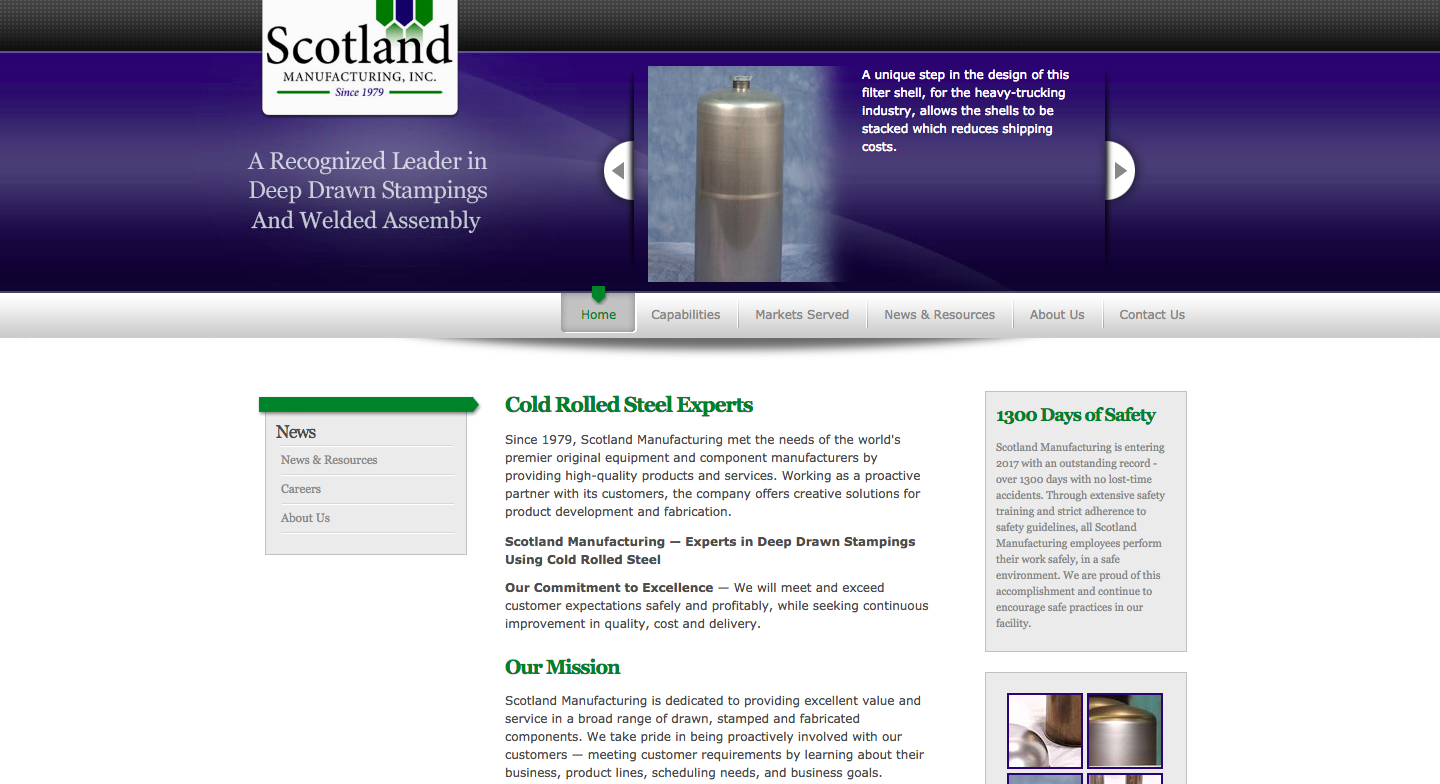 Scotland
MANUFACTURING, INC.
Since 1979
A Recognized Leader in
Deep Drawn Stampings
And Welded Assembly
A unique step in the design of this
filter shell, for the heavy-trucking
industry, allows the shells to be
stacked which reduces shipping
costs.
Home
Capabilities
Markets Served
News & Resources
About Us
Contact Us
News
News & Resources
Careers
About Us
Cold Rolled Steel Experts
Since 1979, Scotland Manufacturing met the needs of the world's
premier original equipment and component manufacturers by
providing high-quality products and services. Working as a proactive
partner with its customers, the company offers creative solutions for
product development and fabrication.
Scotland Manufacturing — Experts in Deep Drawn Stampings
Using Cold Rolled Steel
Our Commitment to Excellence — We will meet and exceed
customer expectations safely and profitably, while seeking continuous
improvement in quality, cost and delivery.
Our Mission
Scotland Manufacturing is dedicated to providing excellent value and
service in a broad range of drawn, stamped and fabricated
components. We take pride in being proactively involved with our
customers — meeting customer requirements by learning about their
business, product lines, scheduling needs, and business goals.
1300 Days of Safety
Scotland Manufacturing is entering
2017 with an outstanding record -
over 1300 days with no lost-time
accidents. Through extensive safety
training and strict adherence to
safety guidelines, all Scotland
Manufacturing employees perform
their work safely, in a safe
environment. We are proud of this
accomplishment and continue to
encourage safe practices in our
facility.